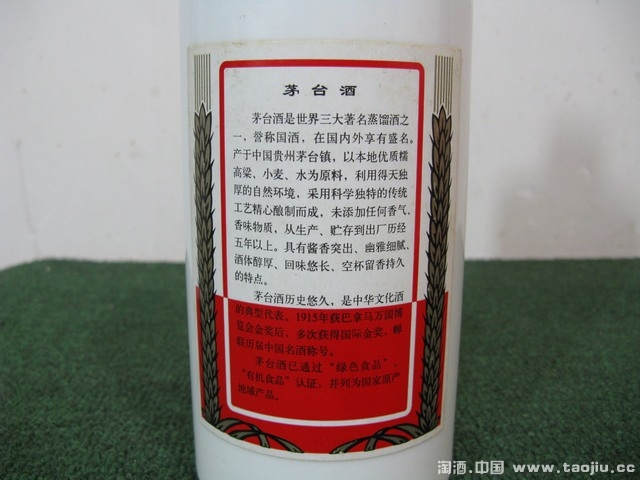 茅台酒
茅台酒是世界三大著名蒸馏酒之
一，誉称国酒，在国内外享有盛名。
产于中国贵州茅台镇，以本地优质糯
高粱、小麦、水为原料，利用得天独
厚的自然环境，采用科学独特的传统
工艺精心酿制而成，未添加任何香气、
香味物质，从生产、贮存到出厂历经
五年以上。具有酱香突出、幽雅细腻、
酒体醇厚、回味悠长、空杯留香持久
的特点。
茅台酒历史悠久，是中华文化酒
的典型代表。1915年获巴拿马万国博
览会金奖后、多次获得国际金奖，蝉
联历届中国名酒称号。
茅台酒已通过“绿色食品”、
“有机食品”认证，并列为国家原产
地域产品。
淘酒.中国 www.taojiu.cc